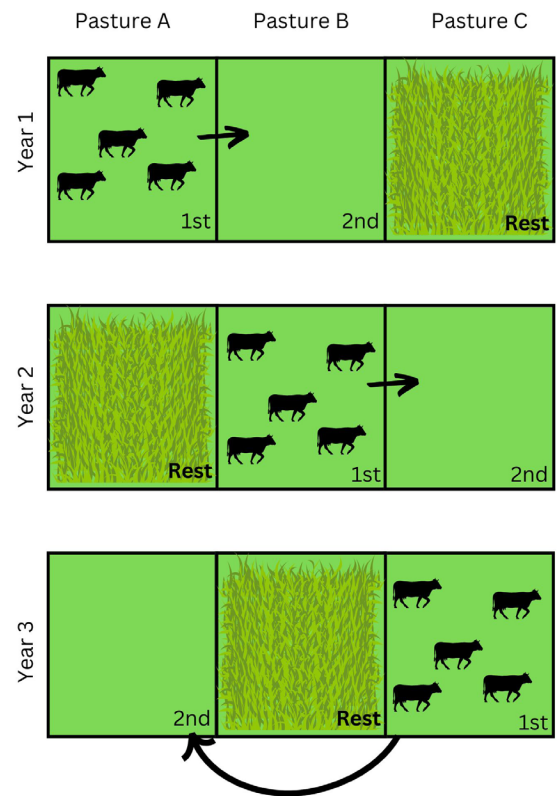 Pasture A
Pasture B
Pasture C
Year 1
1st
2nd
Rest
Year 2
Rest
1st
2nd
Year 3
2nd
Rest
1st